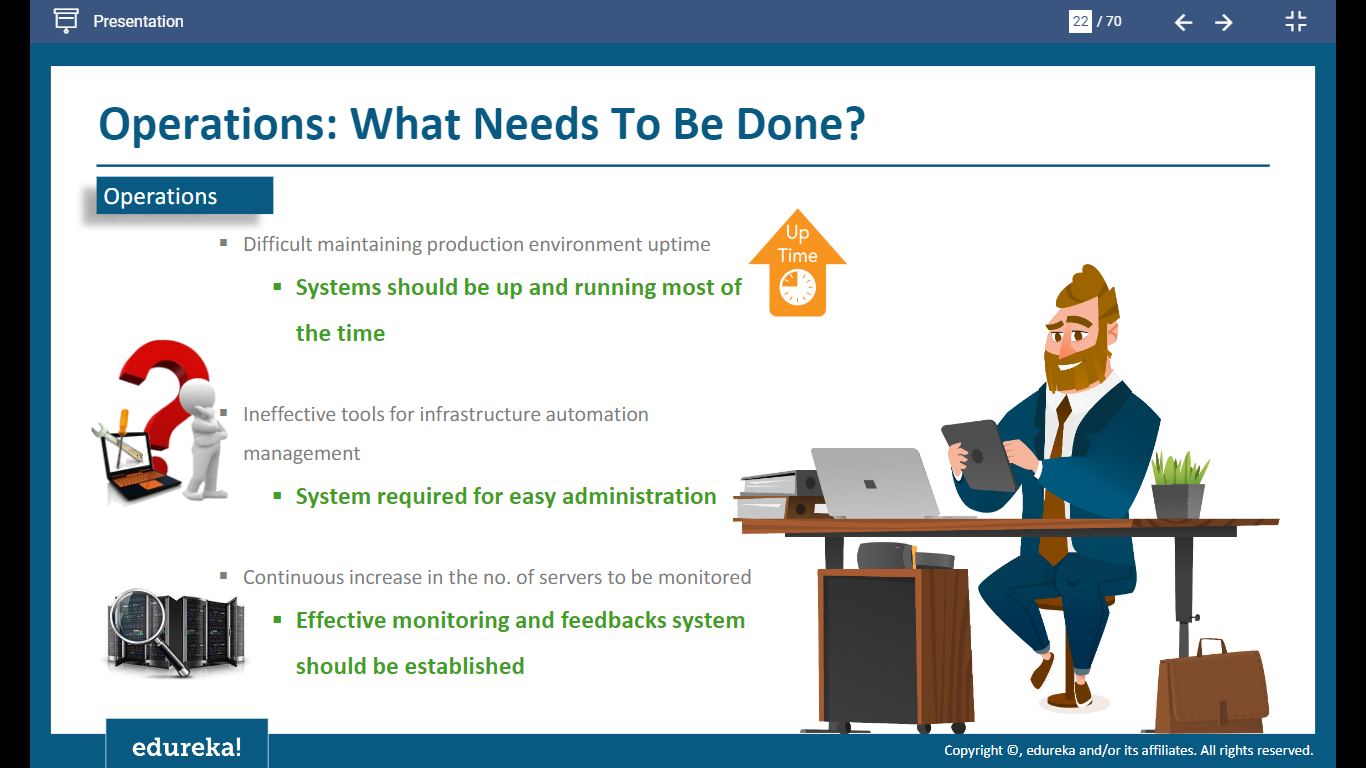 Presentation
22 / 70
Operations: What Needs To Be Done?
Operations
▪ Difficult maintaining production environment uptime
Up
Time
▪ Systems should be up and running most of
the time
▪ Ineffective tools for infrastructure automation
management
▪ System required for easy administration
▪ Continuous increase in the no. of servers to be monitored
▪ Effective monitoring and feedbacks system
should be established
edureka!
Copyright ©, edureka and/or its affiliates. All rights reserved.